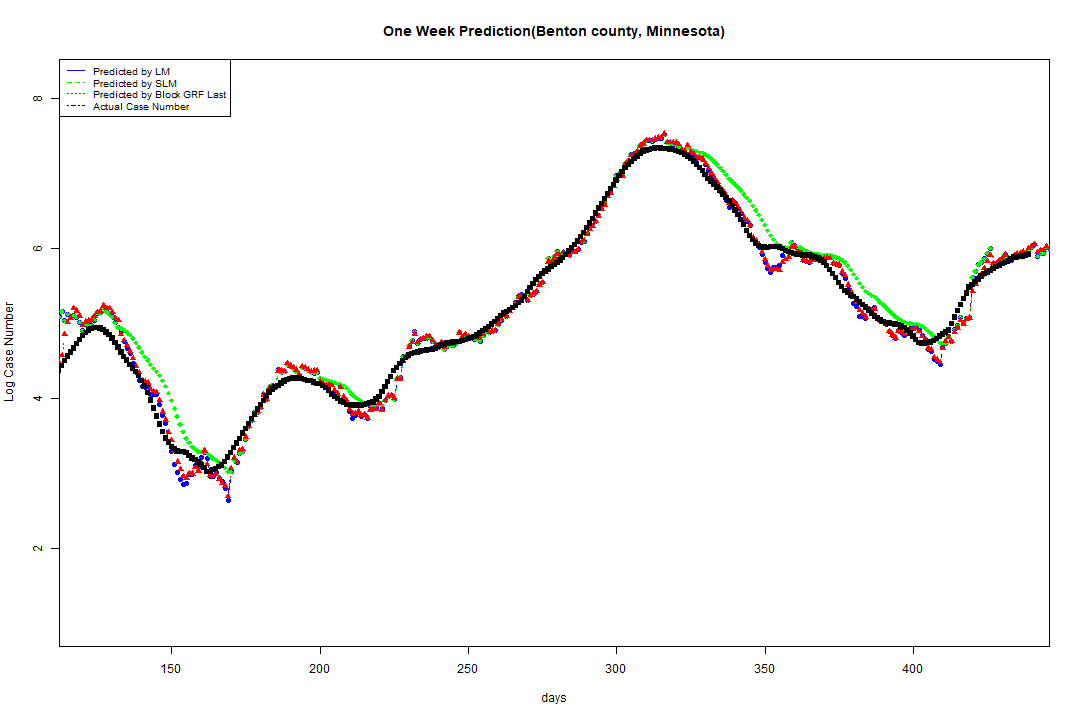 One Week Prediction(Benton county, Minnesota)
Predicted by LM
Predicted by SLM
Predicted by Block GRF Last
Actual Case Number
8
6
4
2
Log Case Number
150 200 250 300 350 400
days